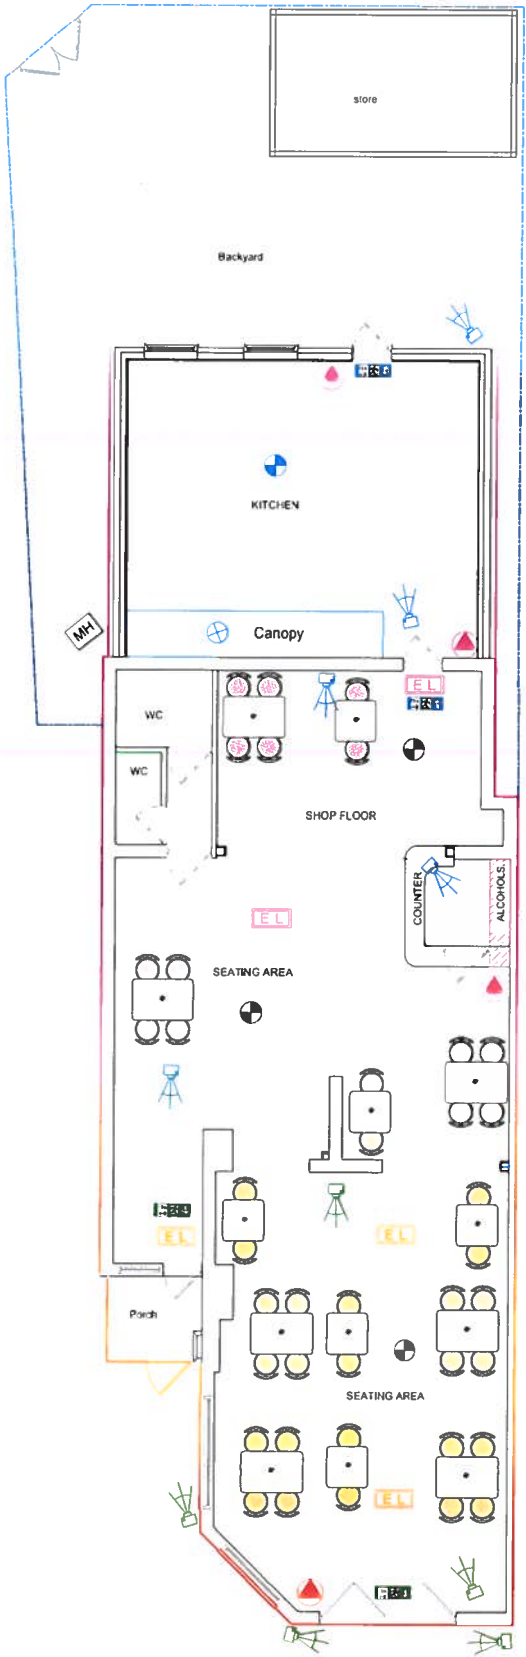 store
Backyard
KITCHEN
MH
Canopy
EL
WC
WC
SHOP FLOOR
COUNTER
ALCOHOLS.
EL
SEATING AREA
EL
EL
Porch
SEATING AREA
EL